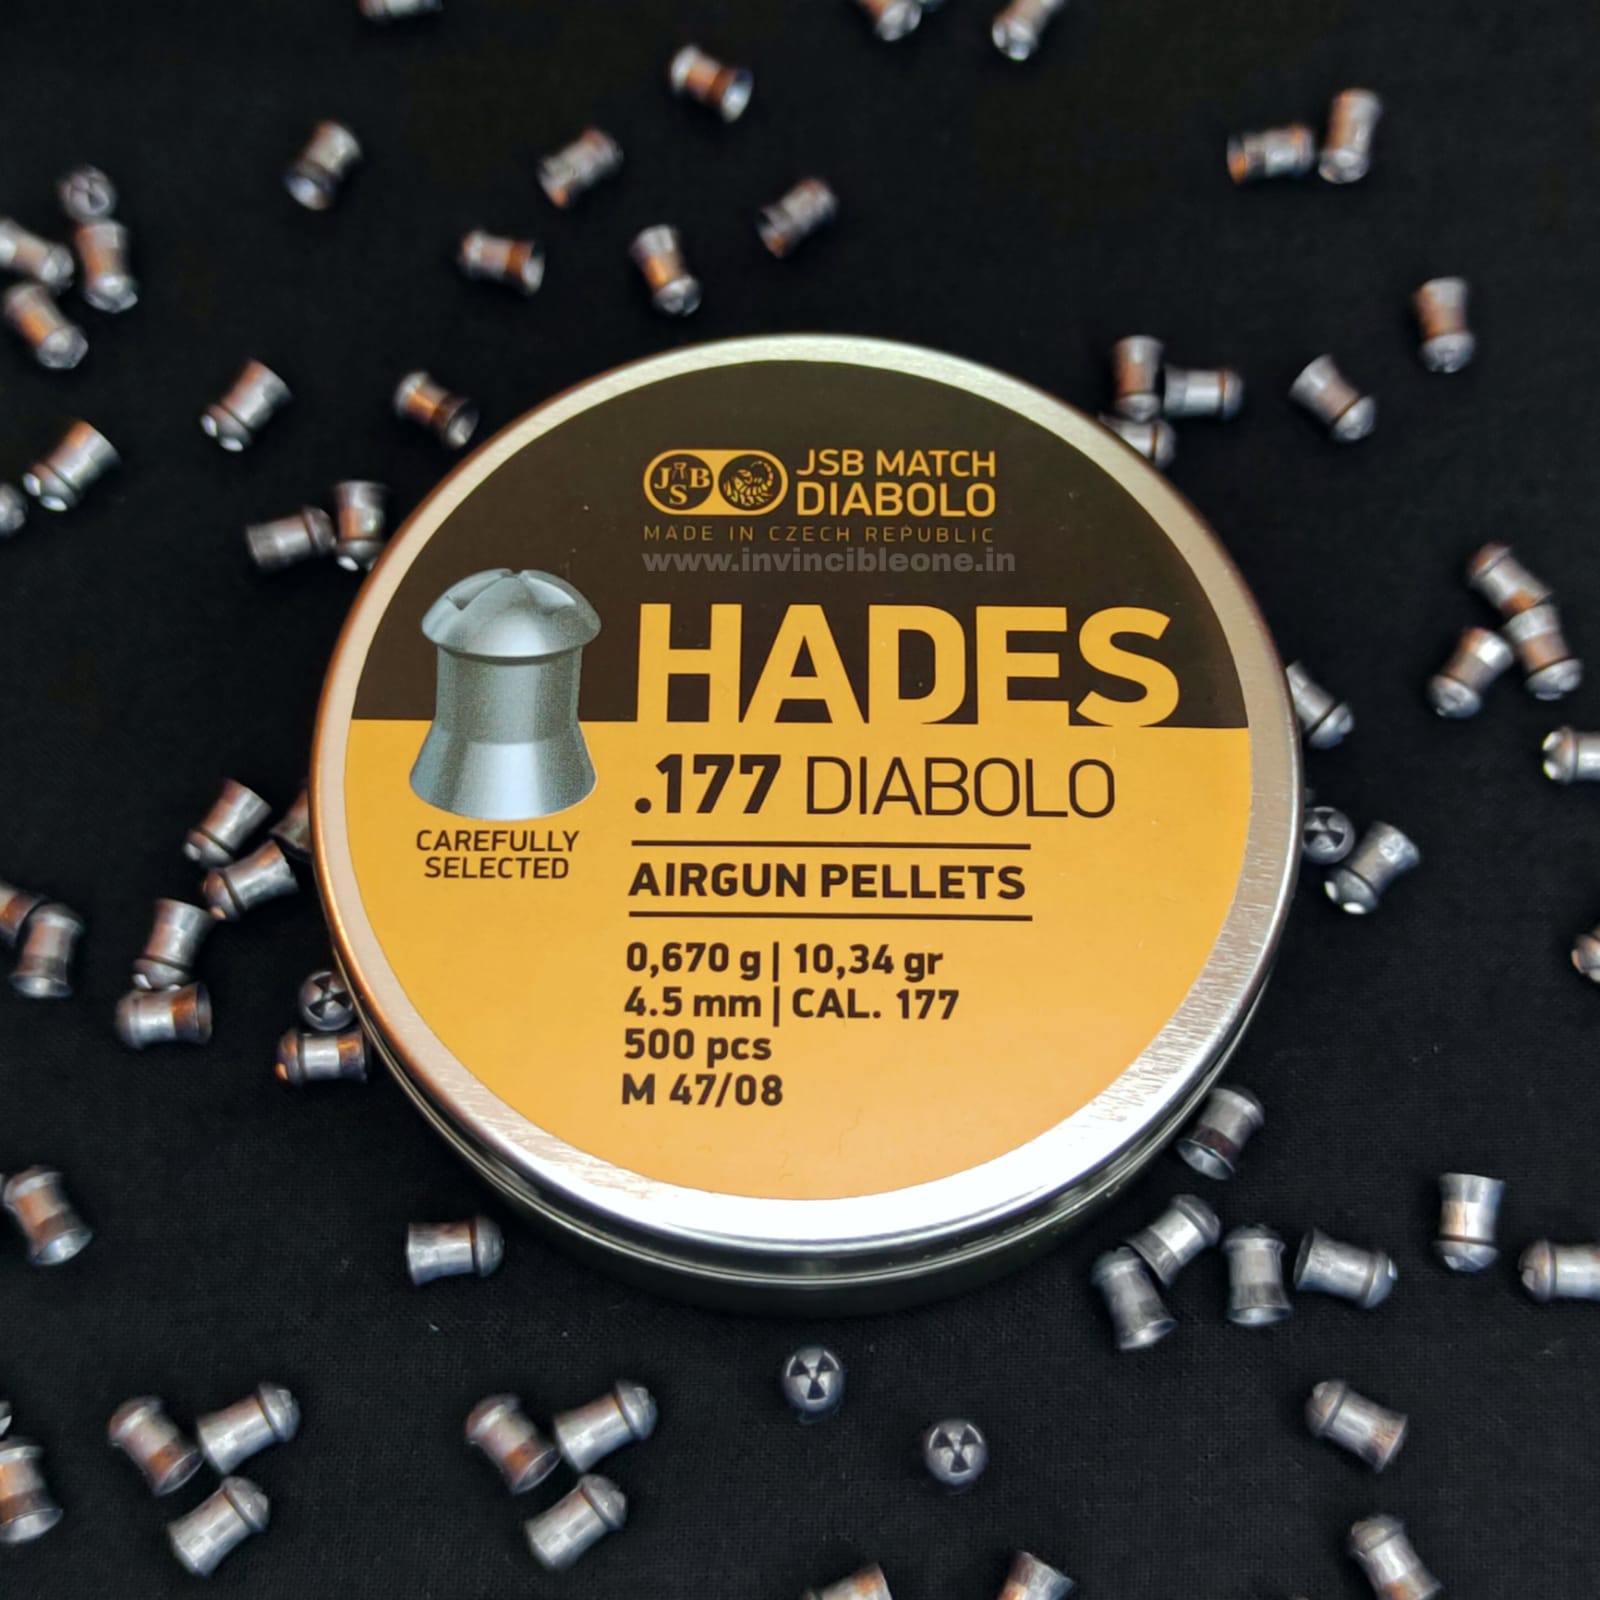 J S B
JSB MATCH
DIABOLO
MADE IN CZECH REPUBLIC
www.invincibleone.in
HADES
.177 DIABOLO
CAREFULLY
SELECTED
AIRGUN PELLETS
0,670 g | 10,34 gr
4.5 mm | CAL. 177
500 pcs
M 47/08